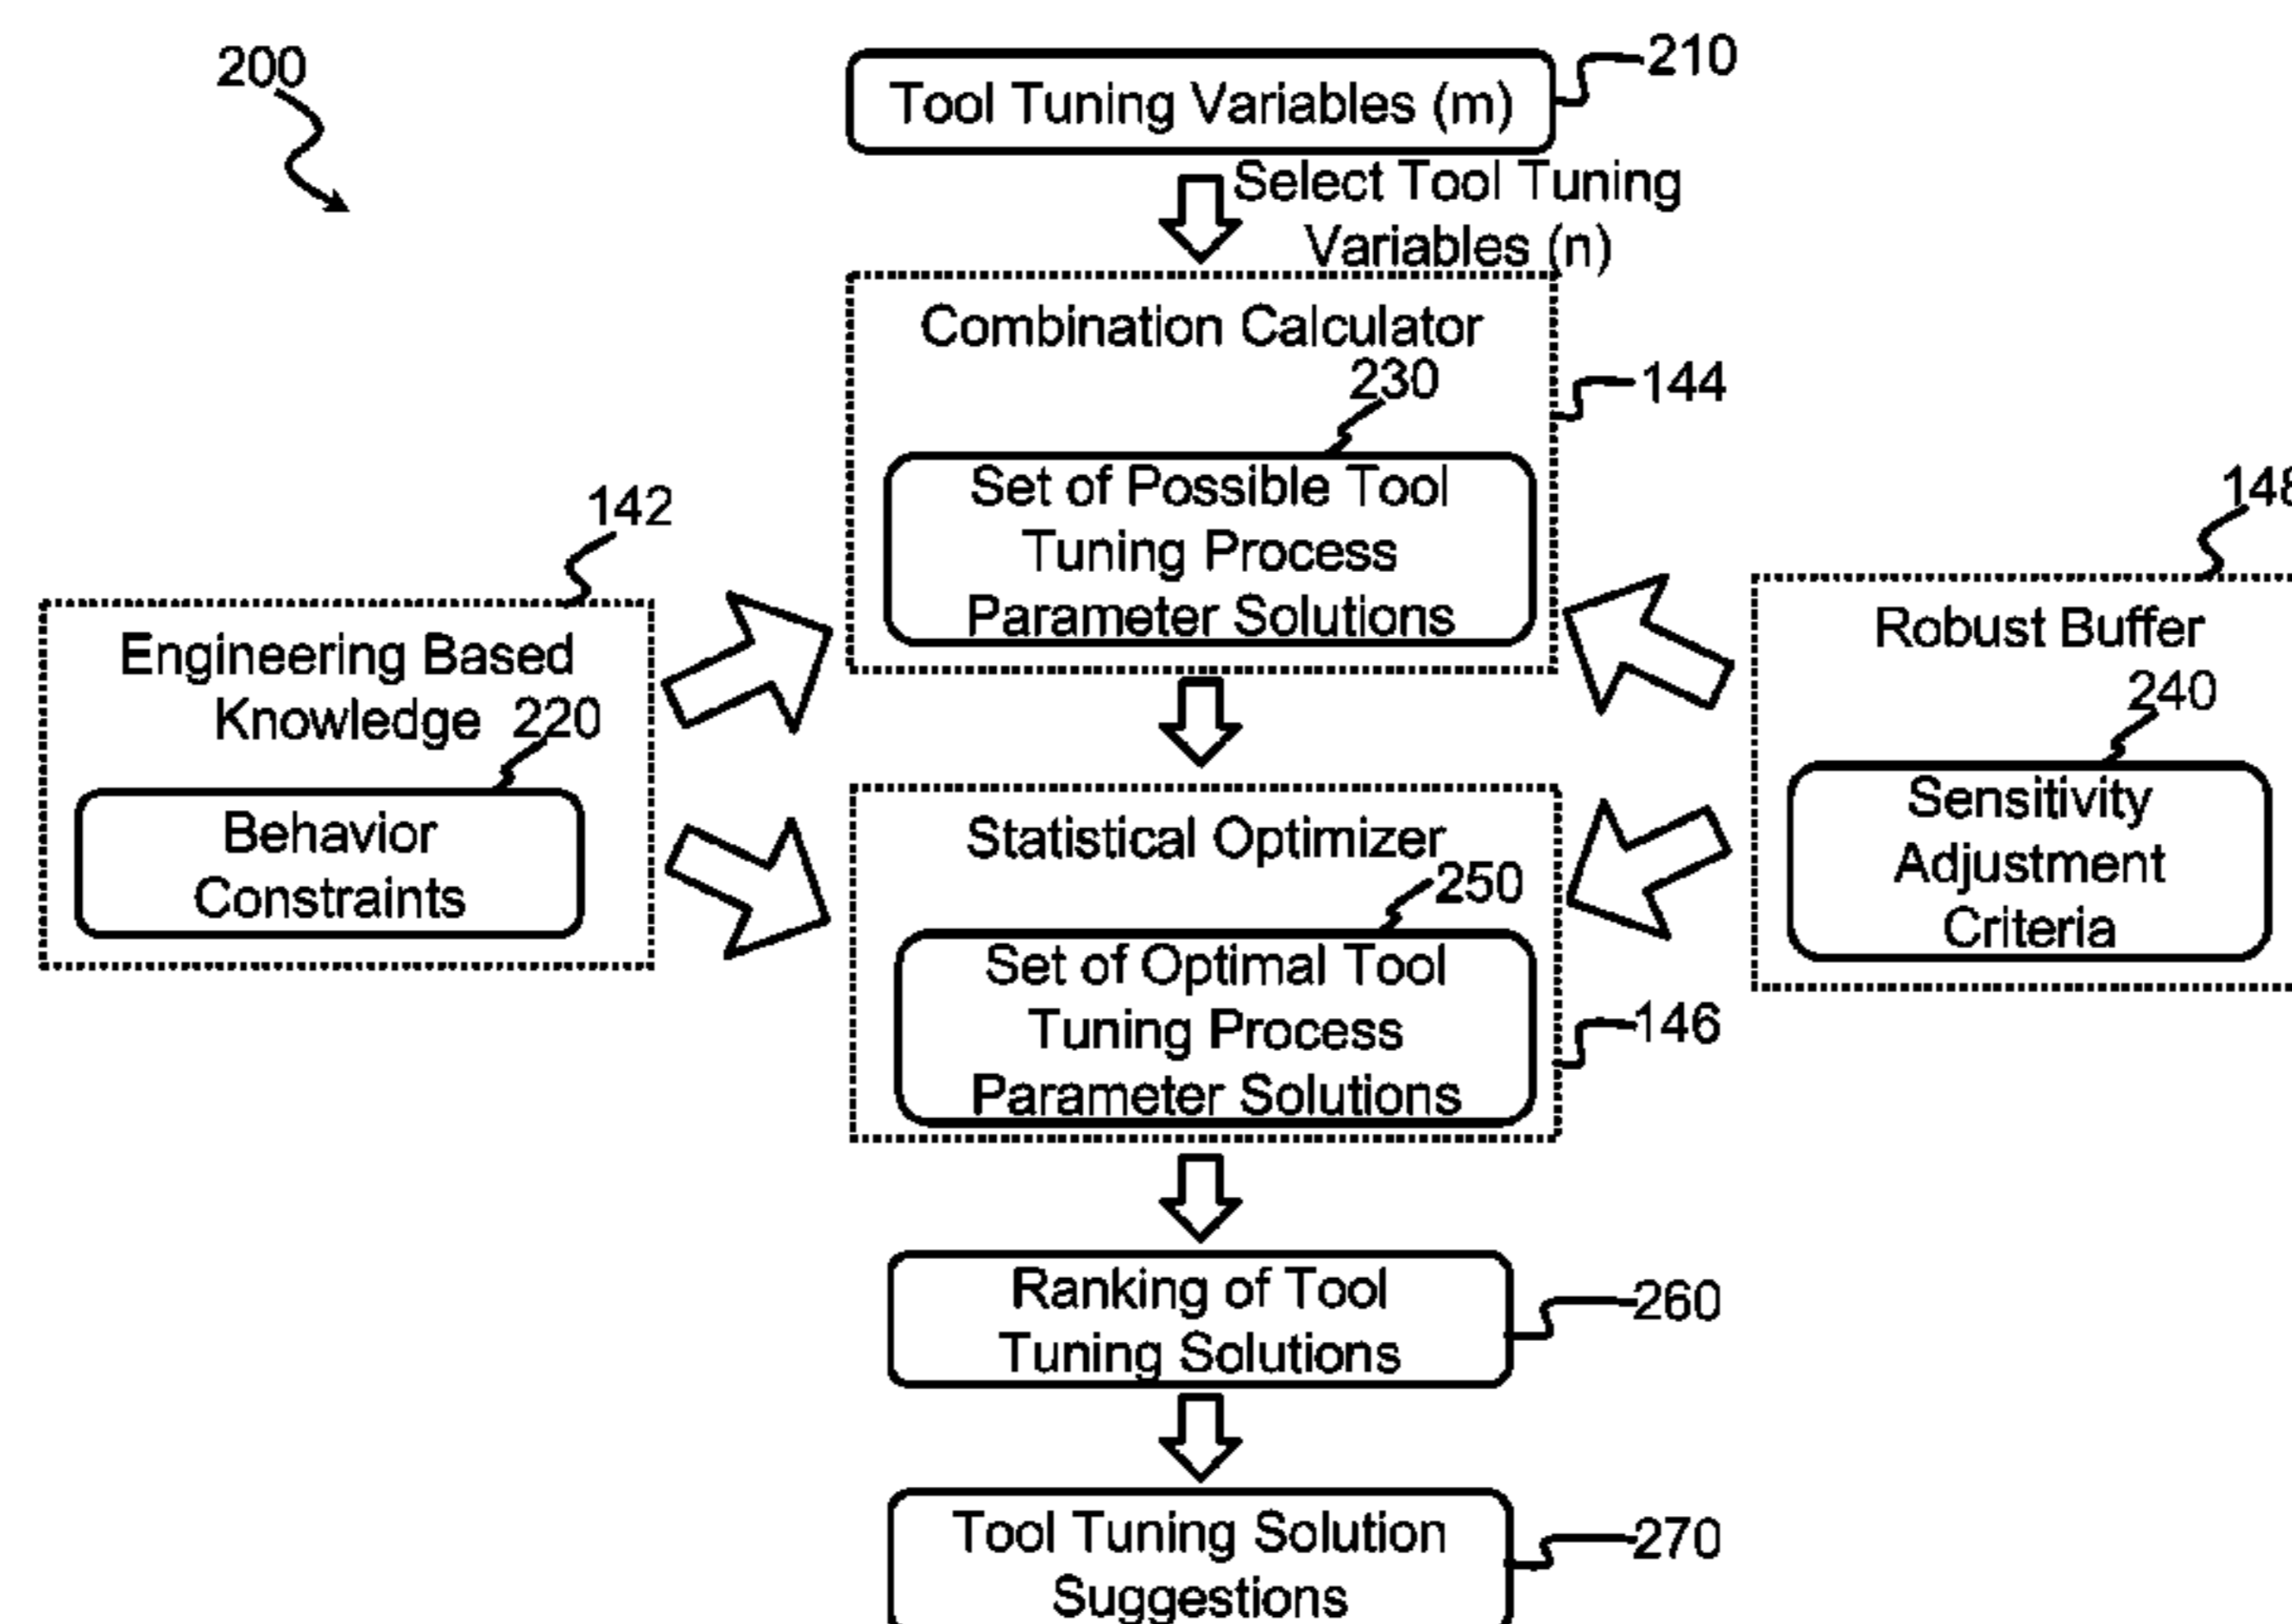 200
Tool Tuning Variables (m)
210
Select Tool Tuning
Variables (n)
Combination Calculator
230
144
Set of Possible Tool
Tuning Process
Parameter Solutions
142
Engineering Based
Knowledge 220
Behavior
Constraints
148
Robust Buffer
240
Sensitivity
Adjustment
Criteria
Statistical Optimizer
250
Set of Optimal Tool
Tuning Process
Parameter Solutions
146
Ranking of Tool
Tuning Solutions
260
Tool Tuning Solution
Suggestions
270